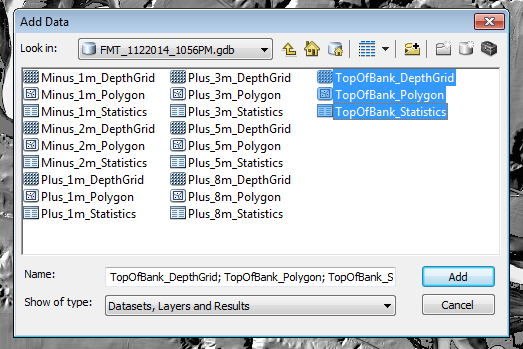 Add Data
Look in: FMT_1122014_1056PM.gdb
Minus_1m_DepthGrid
Minus_1m_Polygon
Minus_1m_Statistics
Minus_2m_DepthGrid
Minus_2m_Polygon
Minus_2m_Statistics
Plus_1m_DepthGrid
Plus_1m_Polygon
Plus_1m_Statistics
Plus_3m_DepthGrid
Plus_3m_Polygon
Plus_3m_Statistics
Plus_5m_DepthGrid
Plus_5m_Polygon
Plus_5m_Statistics
Plus_8m_DepthGrid
Plus_8m_Polygon
Plus_8m_Statistics
TopOfBank_DepthGrid
TopOfBank_Polygon
TopOfBank_Statistics
Name: TopOfBank_DepthGrid; TopOfBank_Polygon; TopOfBank_S
Add
Show of type: Datasets, Layers and Results
Cancel